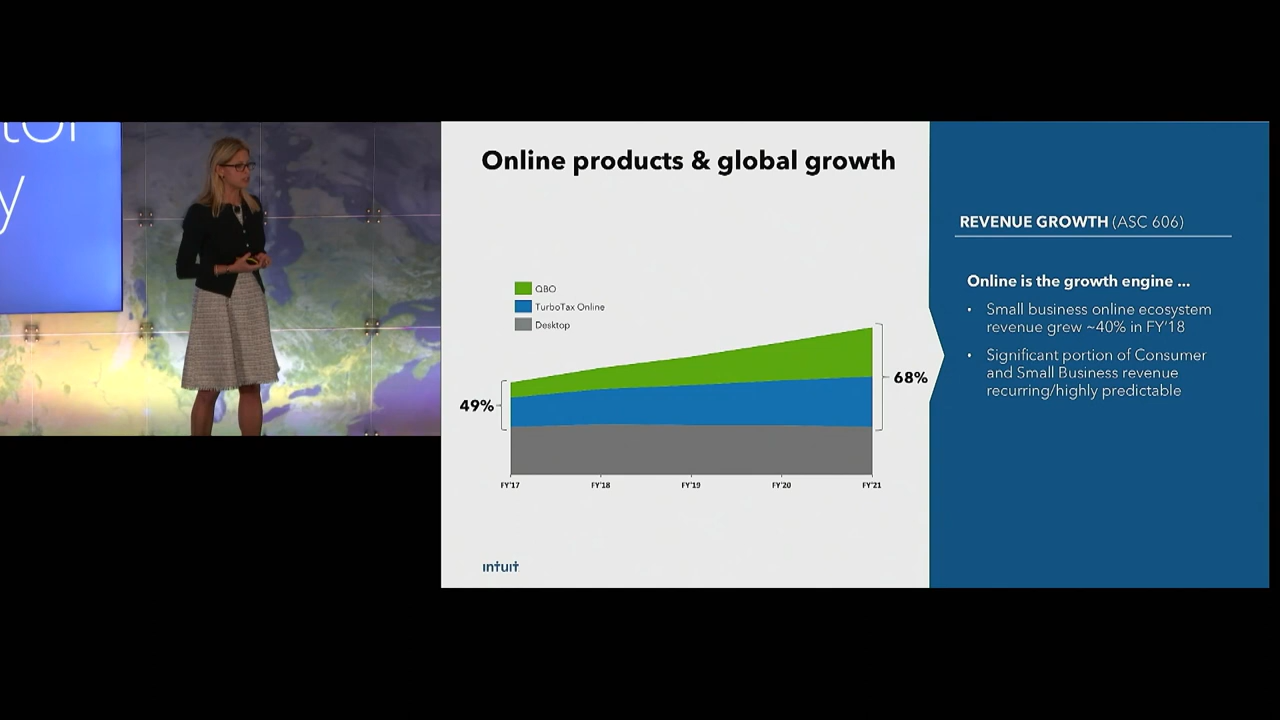 Online products & global growth
QBO
TurboTax Online
Desktop
49%
68%
FY'17
FY'18
FY'19
FY'20
FY'21
intuit
REVENUE GROWTH (ASC 606)
Online is the growth engine ...
• Small business online ecosystem
revenue grew ~40% in FY'18
• Significant portion of Consumer
and Small Business revenue
recurring/highly predictable